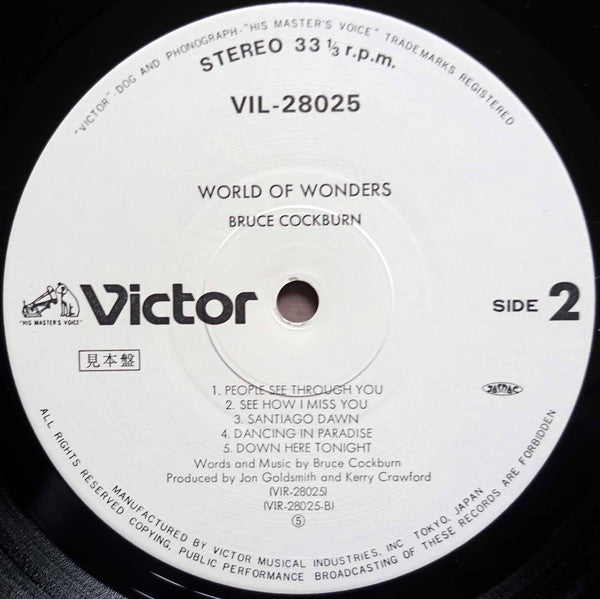 "VICTOR"·DOG AND PHONOGRAPH·"HIS MASTER'S VOICE" TRADEMARKS REGISTERED
STEREO 33 ⅓ r.p.m.
VIL-28025
WORLD OF WONDERS
BRUCE COCKBURN
"HIS MASTER'S VOICE"
Victor
SIDE 2
見本盤
JASRAC
1. PEOPLE SEE THROUGH YOU
2. SEE HOW I MISS YOU
3. SANTIAGO DAWN
4. DANCING IN PARADISE
5. DOWN HERE TONIGHT
Words and Music by Bruce Cockburn
Produced by Jon Goldsmith and Kerry Crawford
(VIR-28025)
(VIR-28025-B)
⑤
ALL RIGHTS RESERVED COPYING, PUBLIC PERFORMANCE BROADCASTING OF THESE RECORDS ARE FORBIDDEN
MANUFACTURED BY VICTOR MUSICAL INDUSTRIES, INC TOKYO, JAPAN